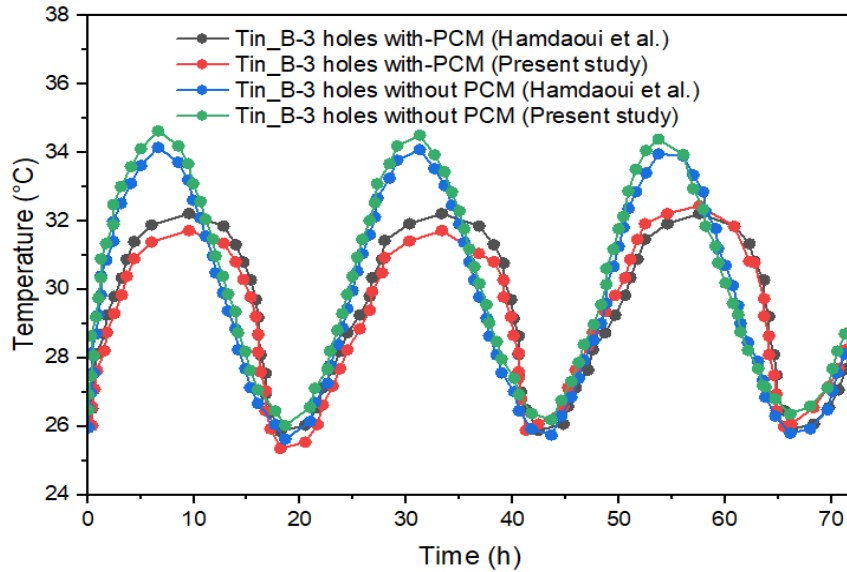 38
36
34
32
30
28
26
24
Temperature (°C)
Tin_B-3 holes with-PCM (Hamdaoui et al.)
Tin_B-3 holes with-PCM (Present study)
Tin_B-3 holes without PCM (Hamdaoui et al.)
Tin_B-3 holes without PCM (Present study)
0 10 20 30 40 50 60 70
Time (h)